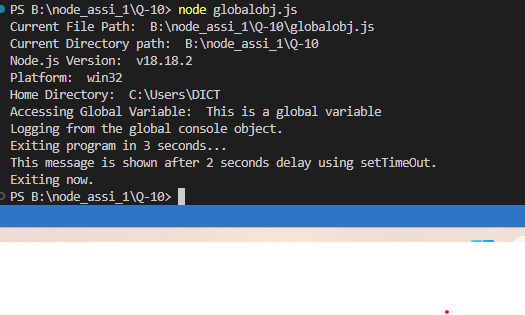 PS B:\node_assi_1\Q-10> node globalobj.js
Current File Path:  B:\node_assi_1\Q-10\globalobj.js
Current Directory path:  B:\node_assi_1\Q-10
Node.js Version:  v18.18.2
Platform:  win32
Home Directory:  C:\Users\DICT
Accessing Global Variable:  This is a global variable
Logging from the global console object.
Exiting program in 3 seconds...
This message is shown after 2 seconds delay using setTimeOut.
Exiting now.
PS B:\node_assi_1\Q-10>